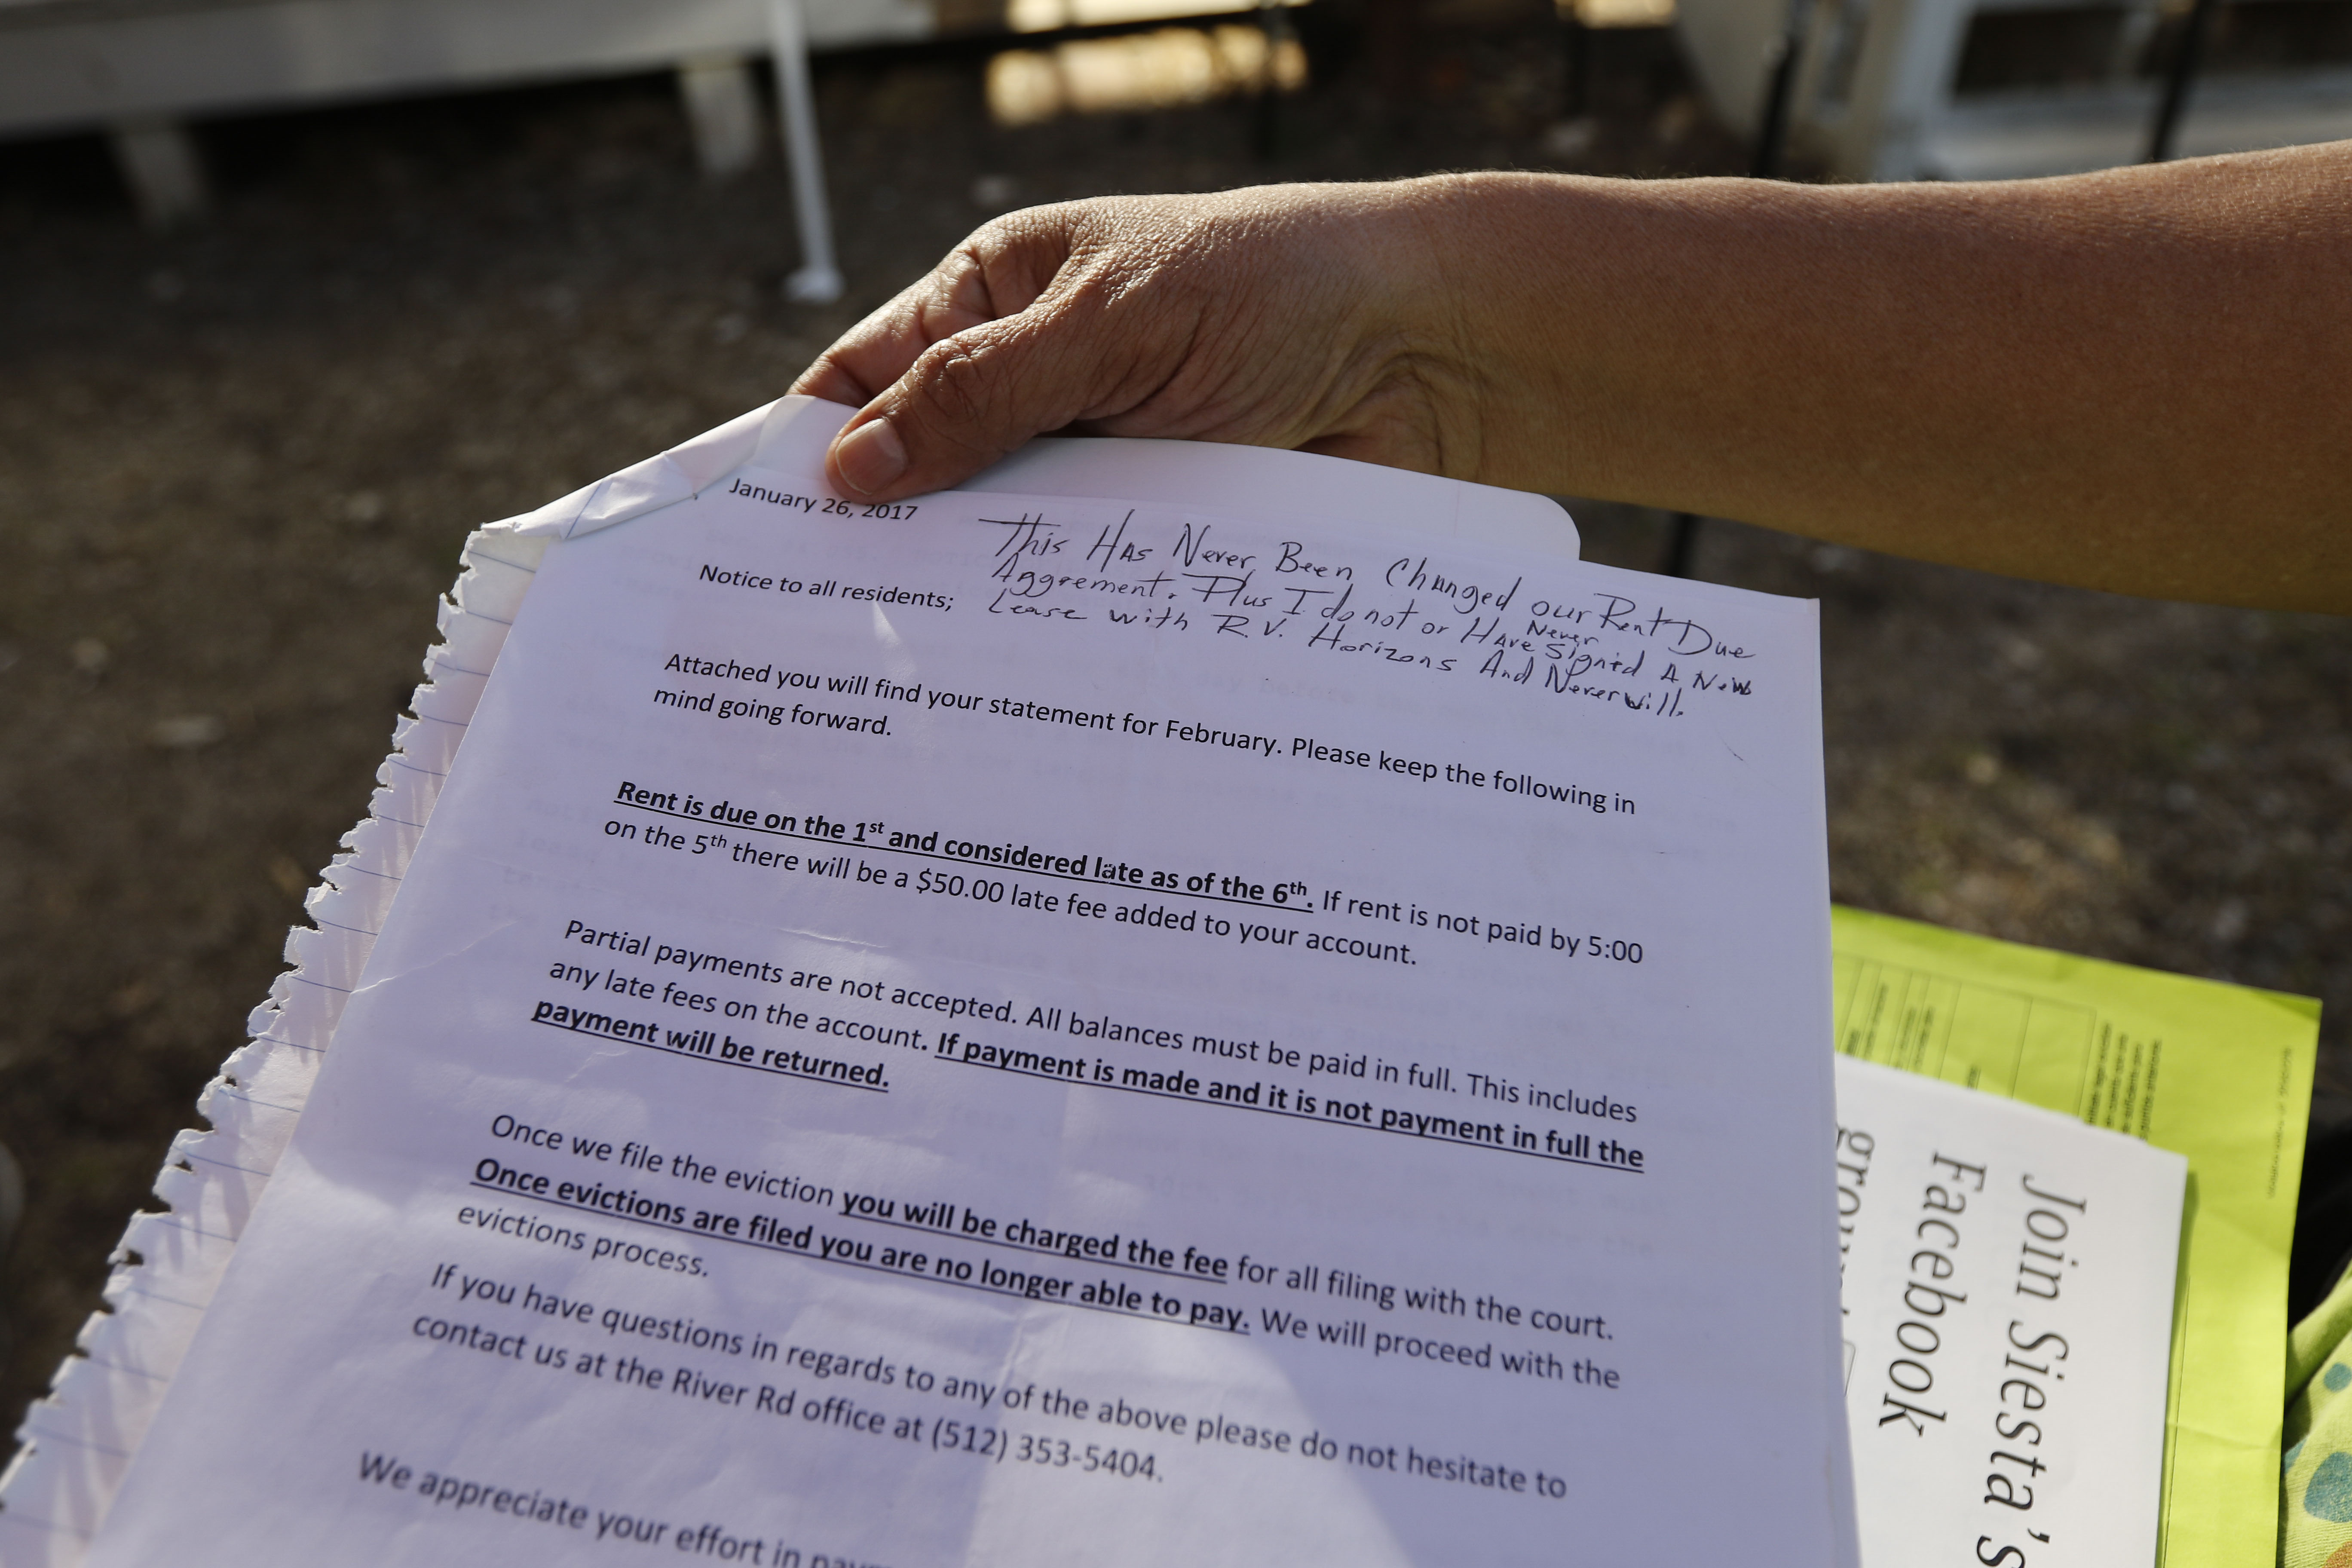 January 26, 2017
This Has Never Been Changed our Rent Due
Aggrement. Plus I do not or Have Never Signed A New
Lease with R.V. Horizons And Never will.
Notice to all residents;
Attached you will find your statement for February. Please keep the following in
mind going forward.
Rent is due on the 1st and considered late as of the 6th. If rent is not paid by 5:00
on the 5th there will be a $50.00 late fee added to your account.
Partial payments are not accepted. All balances must be paid in full. This includes
any late fees on the account. If payment is made and it is not payment in full the
payment will be returned.
Once we file the eviction you will be charged the fee for all filing with the court.
Once evictions are filed you are no longer able to pay. We will proceed with the
evictions process.
If you have questions in regards to any of the above please do not hesitate to
contact us at the River Rd office at (512) 353-5404.
We appreciate your effort in
Join Siesta's
Facebook